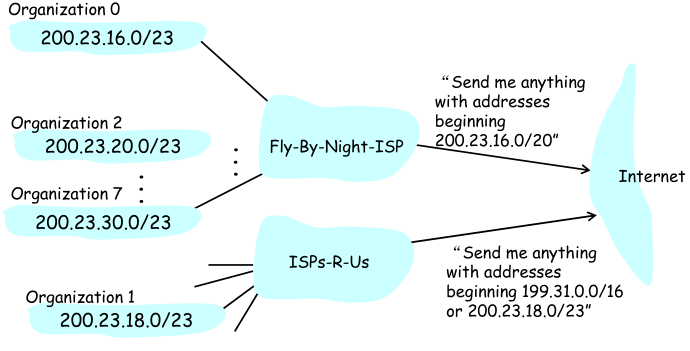 Organization 0
200.23.16.0/23
Organization 2
200.23.20.0/23
Organization 7
200.23.30.0/23
Organization 1
200.23.18.0/23
Fly-By-Night-ISP
ISPs-R-Us
“Send me anything
with addresses
beginning
200.23.16.0/20”
“Send me anything
with addresses
beginning 199.31.0.0/16
or 200.23.18.0/23”
Internet